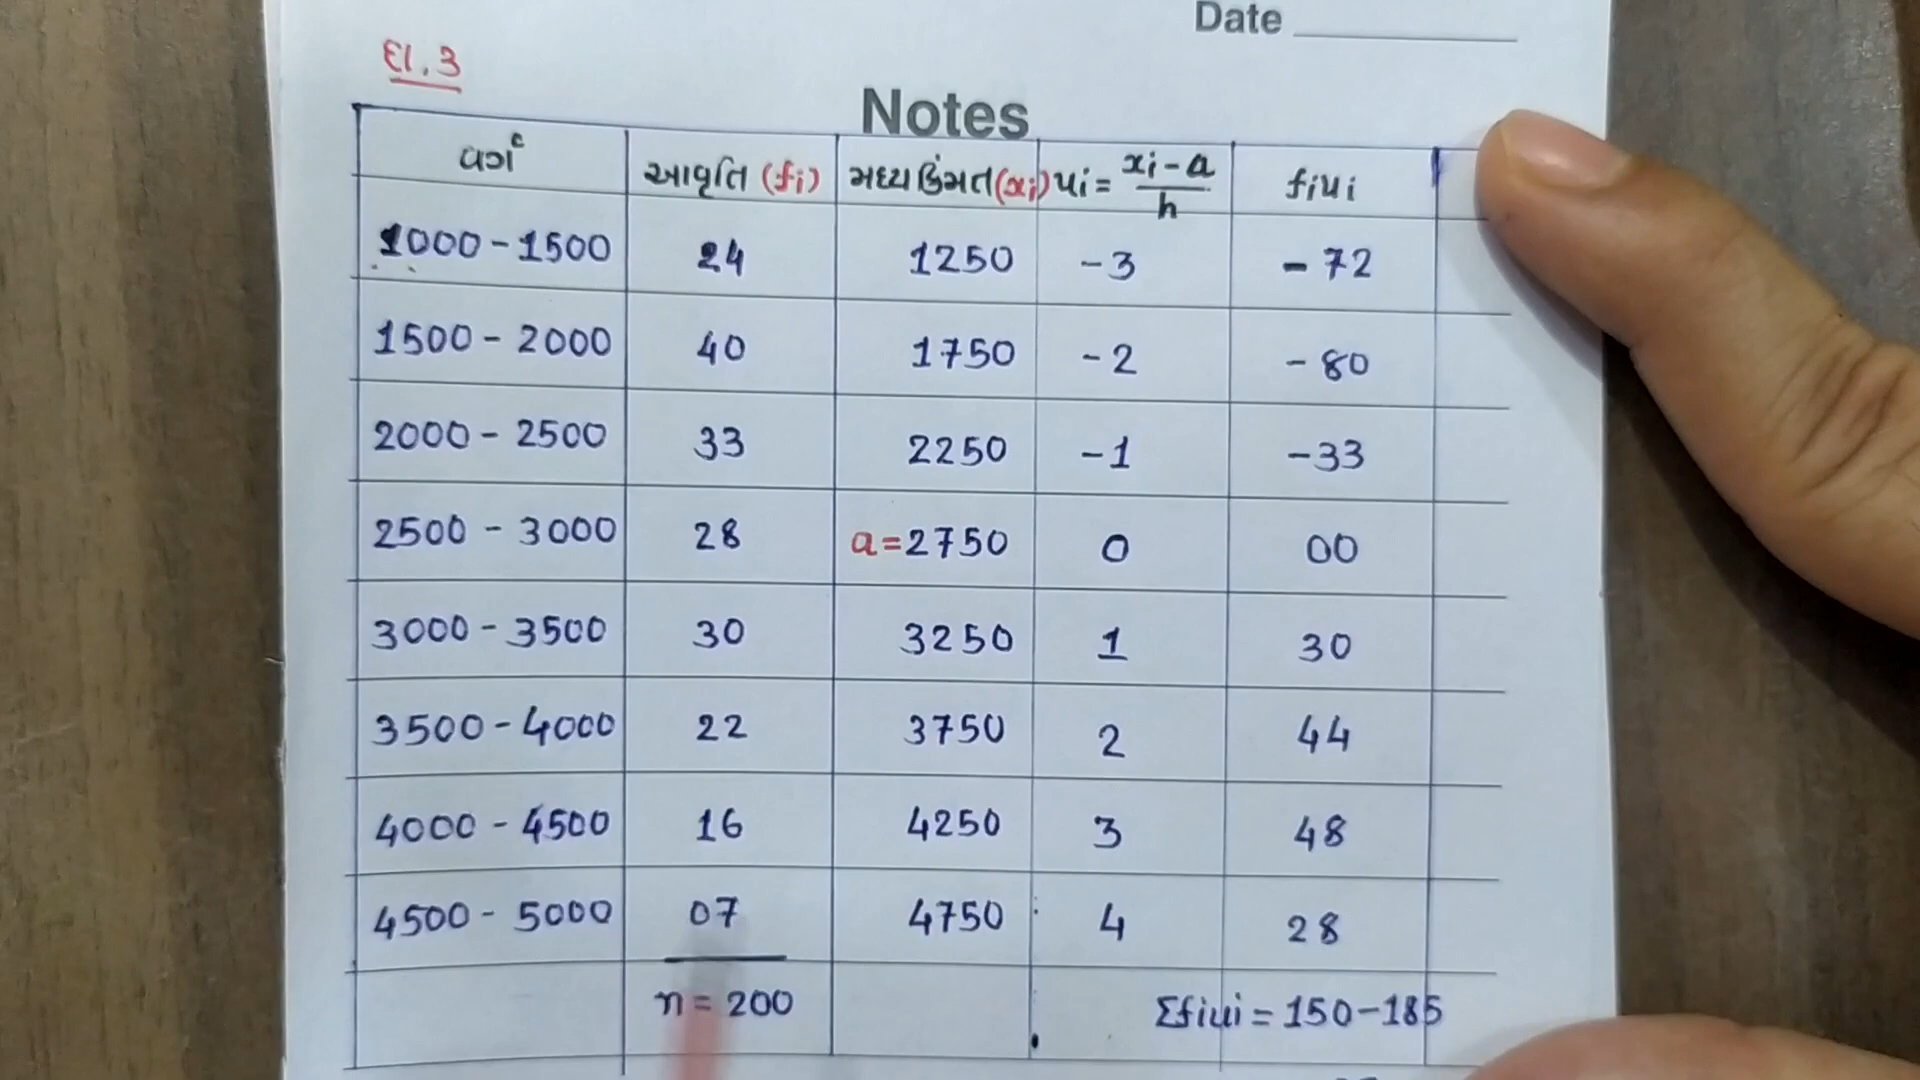 Date
દા.3
Notes
વર્ગ આવૃતિ (fi) મધ્ય કિંમત (xi) ui = xi - a / h fiui
1000 - 1500 24 1250 -3 - 72
1500 - 2000 40 1750 -2 - 80
2000 - 2500 33 2250 -1 -33
2500 - 3000 28 a=2750 0 00
3000 - 3500 30 3250 1 30
3500 - 4000 22 3750 2 44
4000 - 4500 16 4250 3 48
4500 - 5000 07 4750 4 28
n = 200 Σfiui = 150-185